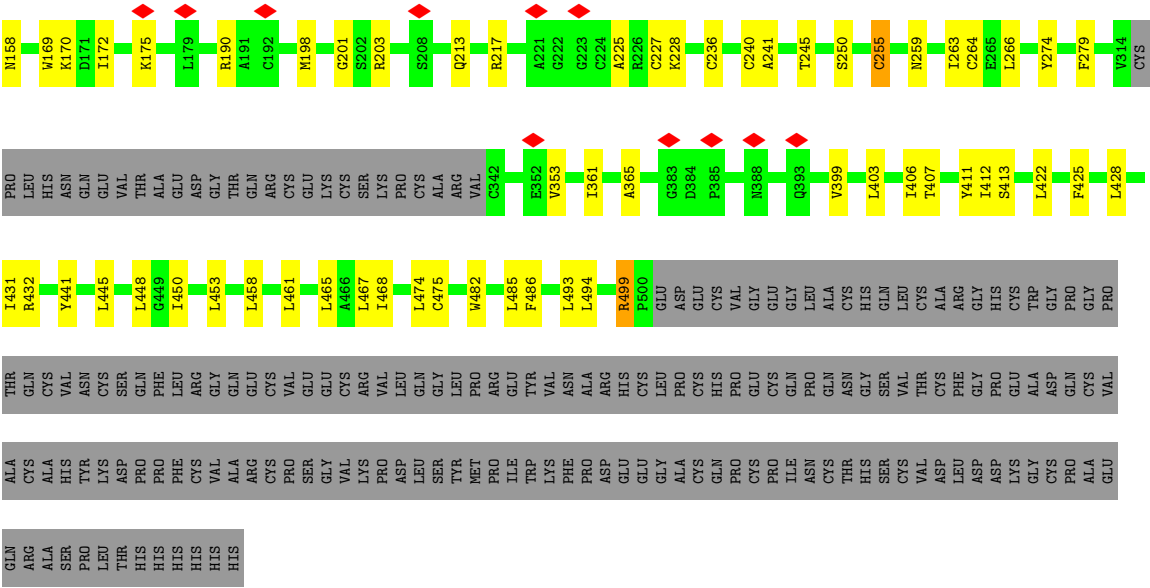 N158 W169 K170 D171 I172 K175 L179 R190 A191 C192 M198 G201 S202 R203 S208 Q213 R217 A221 G222 G223 C224 A225 R226 C227 K228 C236 C240 A241 T245 S250 C255 N259 I263 C264 E265 L266 Y274 F279 V314 CYS
PRO LEU HIS ASN GLN GLU VAL THR ALA GLU ASP GLY THR GLN ARG CYS GLU LYS CYS SER LYS PRO CYS ALA ARG VAL C342 E352 V353 I361 A365 G383 D384 P385 N388 Q393 V399 L403 I406 T407 Y411 I412 S413 L422 F425 L428
I431 R432 Y441 L445 L448 G449 I450 L453 L458 L461 L465 A466 L467 I468 L474 C475 W482 L485 F486 L493 L494 R499 P500 GLU ASP GLU CYS VAL GLY GLU GLY LEU ALA CYS HIS GLN LEU CYS ALA ARG GLY HIS CYS TRP GLY PRO GLY PRO
THR GLN CYS VAL ASN CYS SER GLN PHE LEU ARG GLY GLN GLU CYS VAL GLU GLU CYS ARG VAL LEU GLN GLY LEU PRO ARG GLU TYR VAL ASN ALA ARG HIS CYS LEU PRO CYS HIS PRO GLU CYS GLN PRO GLN ASN GLY SER VAL THR CYS PHE GLY PRO GLU ALA ASP GLN CYS VAL
ALA CYS ALA HIS TYR LYS ASP PRO PRO PHE CYS VAL ALA ARG CYS PRO SER GLY VAL LYS PRO ASP LEU SER TYR MET PRO ILE TRP LYS PHE PRO ASP GLU GLU GLY ALA CYS GLN PRO CYS PRO ILE ASN CYS THR HIS SER CYS VAL ASP LEU ASP ASP LYS GLY CYS PRO ALA GLU
GLN ARG ALA SER PRO LEU THR HIS HIS HIS HIS HIS HIS